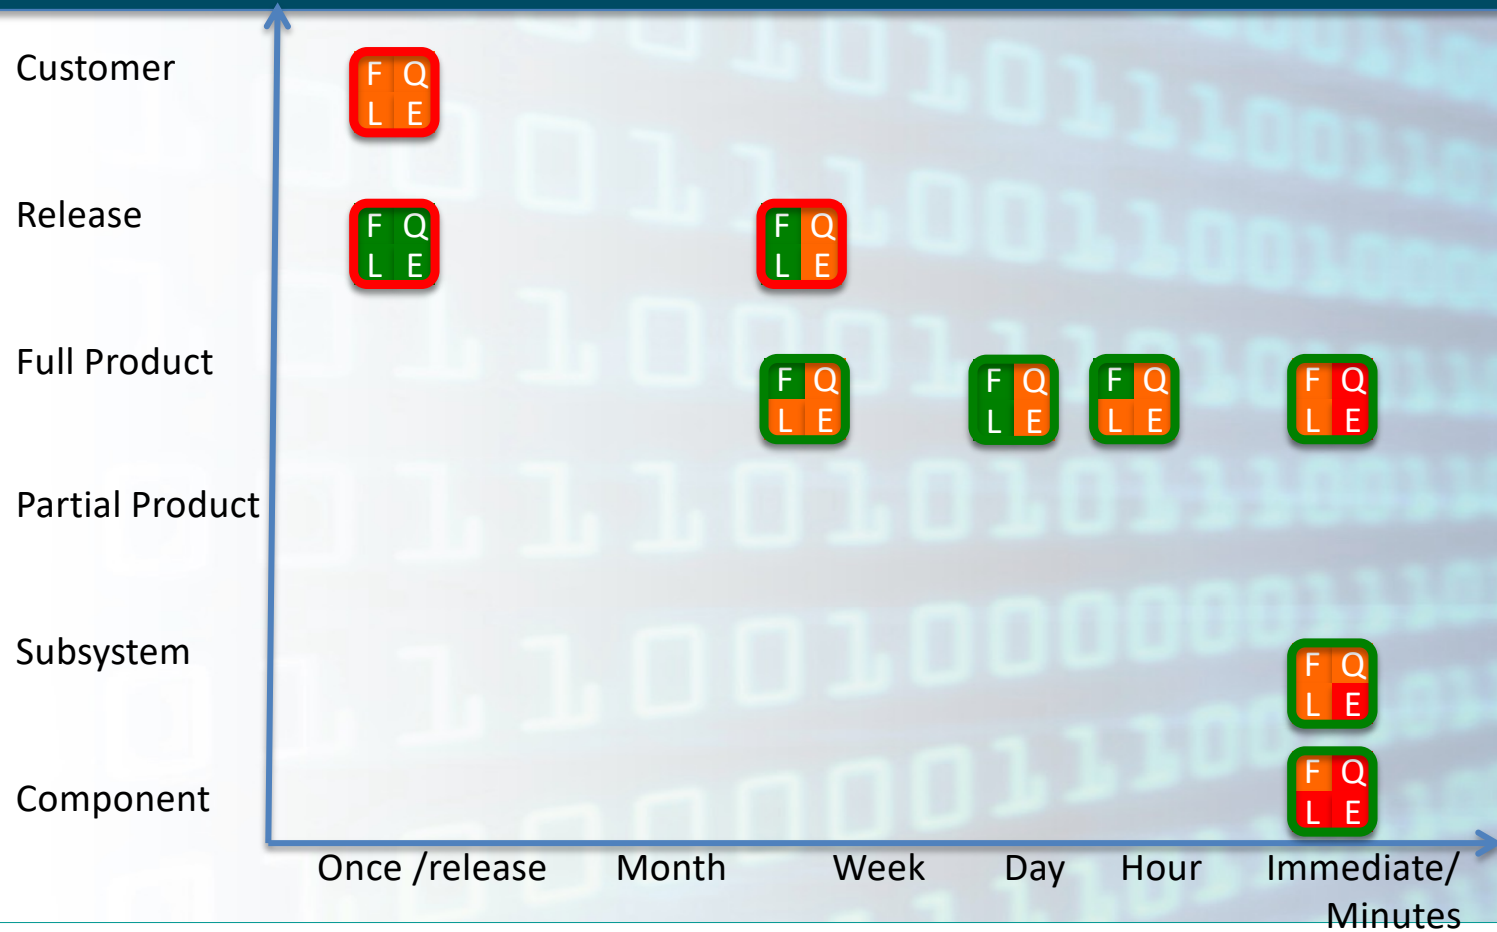 Customer
F Q
L E
Release
F Q
L E
F Q
L E
Full Product
F Q
L E
F Q
L E
F Q
L E
F Q
L E
Partial Product
Subsystem
F Q
L E
Component
F Q
L E
Once /release
Month
Week
Day
Hour
Immediate/
Minutes